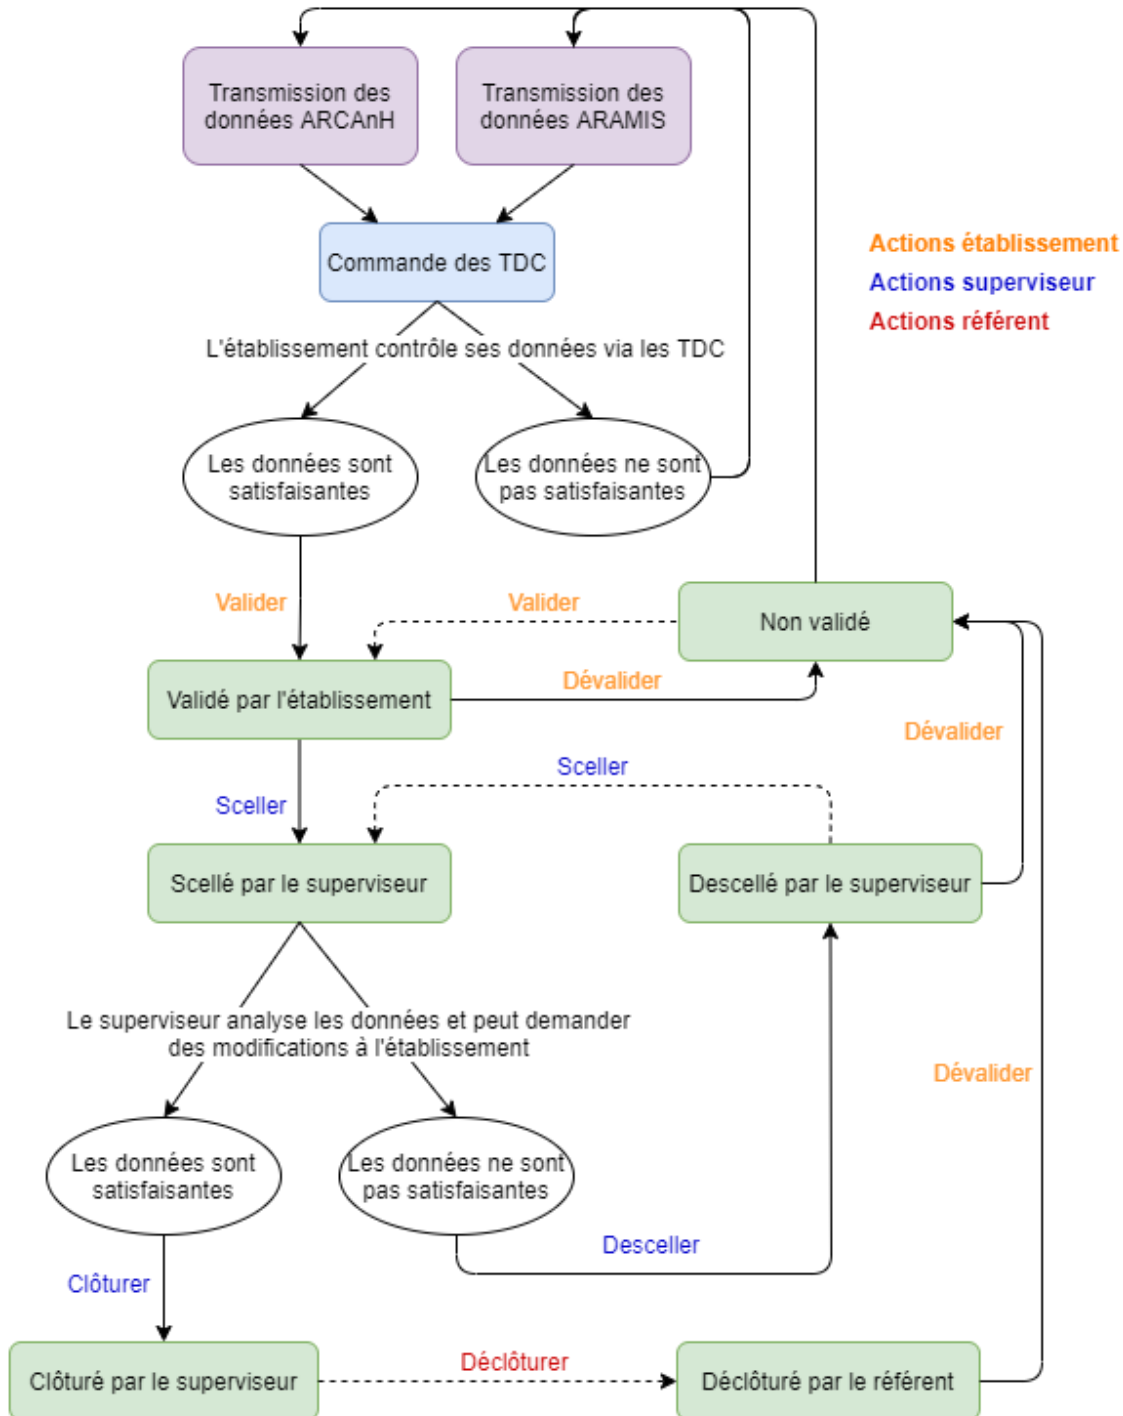 Transmission des
données ARCAnH
Transmission des
données ARAMIS
Commande des TDC
Actions établissement
Actions superviseur
Actions référent
L'établissement contrôle ses données via les TDC
Les données sont
satisfaisantes
Les données ne sont
pas satisfaisantes
Valider
Valider
Non validé
Validé par l'établissement
Dévalider
Dévalider
Sceller
Sceller
Scellé par le superviseur
Descellé par le superviseur
Le superviseur analyse les données et peut demander
des modifications à l'établissement
Dévalider
Les données sont
satisfaisantes
Les données ne sont
pas satisfaisantes
Desceller
Clôturer
Clôturé par le superviseur
Déclôturer
Déclôturé par le référent